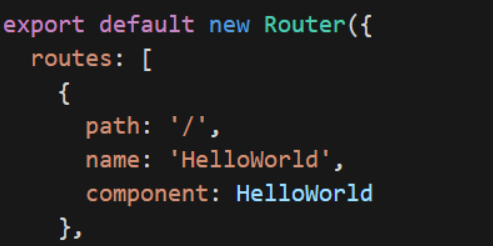 export default new Router({
routes: [
{
path: '/',
name: 'HelloWorld',
component: HelloWorld
},